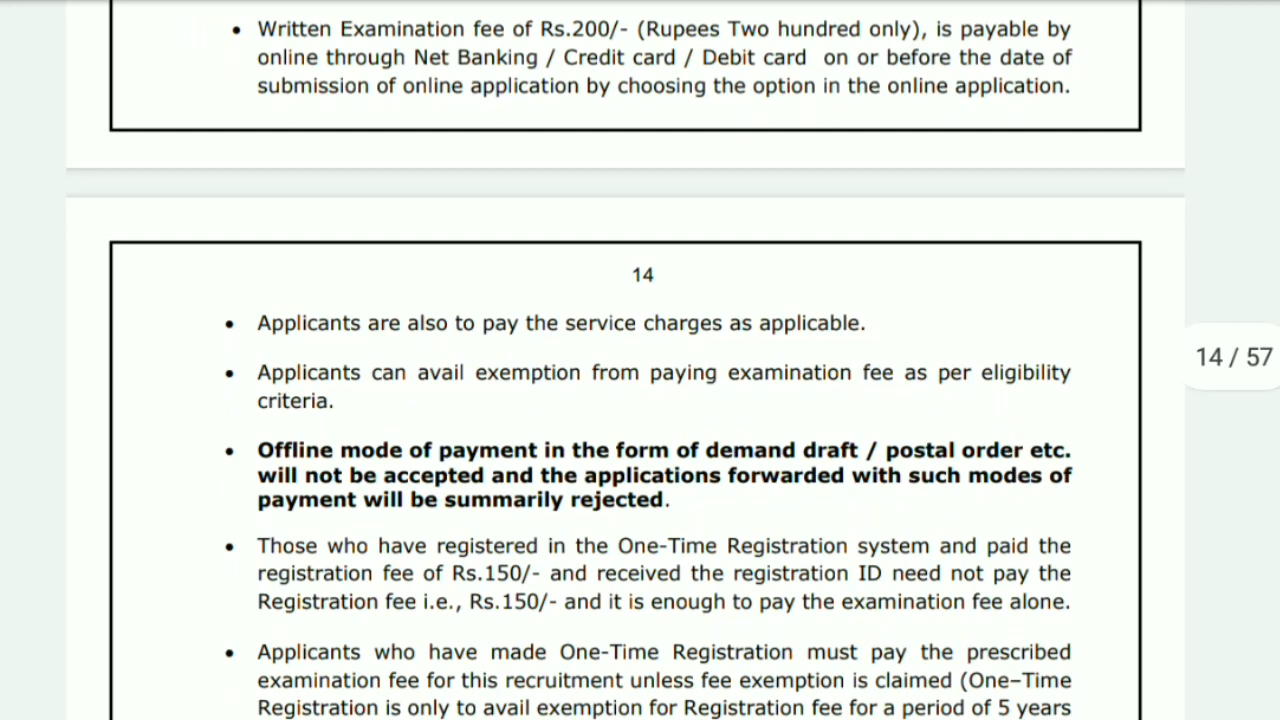 • Written Examination fee of Rs.200/- (Rupees Two hundred only), is payable by
online through Net Banking / Credit card / Debit card on or before the date of
submission of online application by choosing the option in the online application.
14
• Applicants are also to pay the service charges as applicable.
14 / 57
• Applicants can avail exemption from paying examination fee as per eligibility
criteria.
• Offline mode of payment in the form of demand draft / postal order etc.
will not be accepted and the applications forwarded with such modes of
payment will be summarily rejected.
• Those who have registered in the One-Time Registration system and paid the
registration fee of Rs.150/- and received the registration ID need not pay the
Registration fee i.e., Rs.150/- and it is enough to pay the examination fee alone.
• Applicants who have made One-Time Registration must pay the prescribed
examination fee for this recruitment unless fee exemption is claimed (One–Time
Registration is only to avail exemption for Registration fee for a period of 5 years